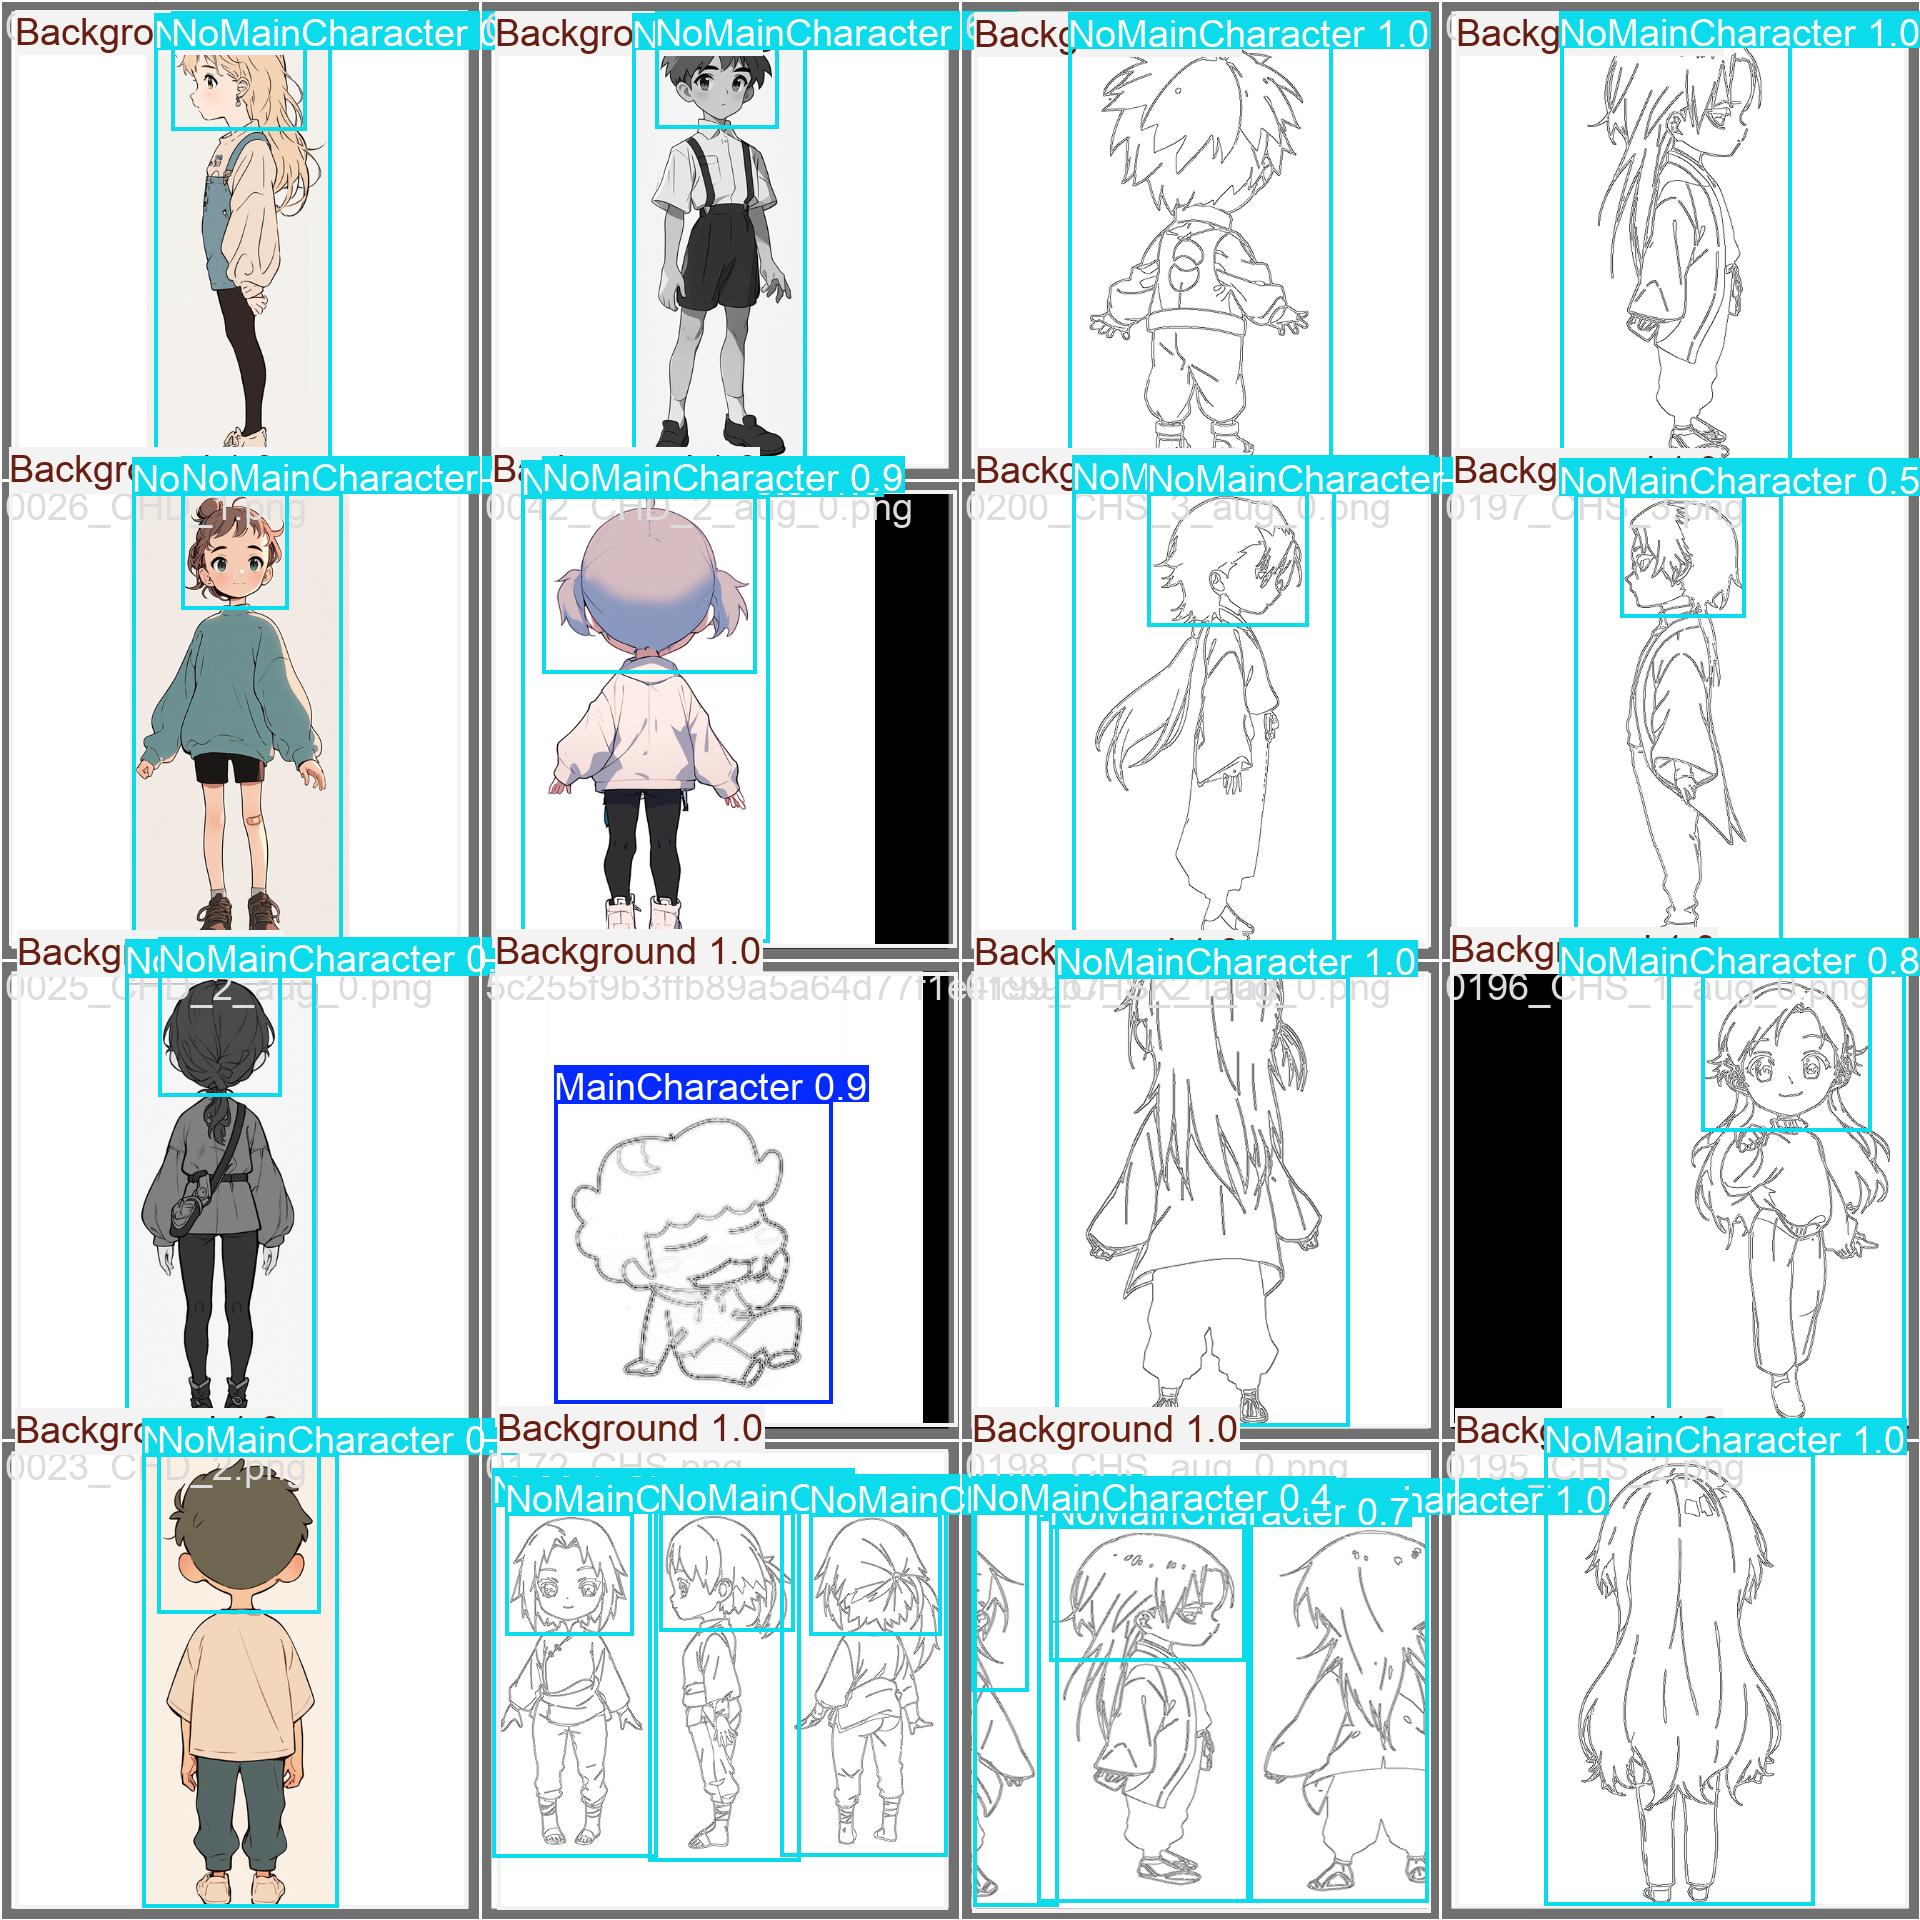 Backgro
NoMainCharacter
Backgro
NoMainCharacter
Backg
NoMainCharacter 1.0
Backg
NoMainCharacter 1.0
Backgro
No
NoMainCharacter
NoMainCharacter 0.9
Backg
NoM
NoMainCharacter
Backg
NoMainCharacter 0.5
0026_CHD_1.png
0042_CHD_2_aug_0.png
0200_CHS_3_aug_0.png
0197_CHS_3.png
Backg
NoMainCharacter 0.
Background 1.0
Back
NoMainCharacter 1.0
Backg
NoMainCharacter 0.8
0025_CHD_2_aug_0.png
0196_CHS_1_aug_0.png
MainCharacter 0.9
Backgro
NoMainCharacter 0.
Background 1.0
Background 1.0
Backg
NoMainCharacter 1.0
0023_CHD_2.png
0172_CHS.png
0198_CHS_aug_0.png
0195_CHS_2.png
NoMainC
NoMainC
NoMainC
NoMainCharacter 0.4
NoMainCharacter 0.7
aracter 1.0